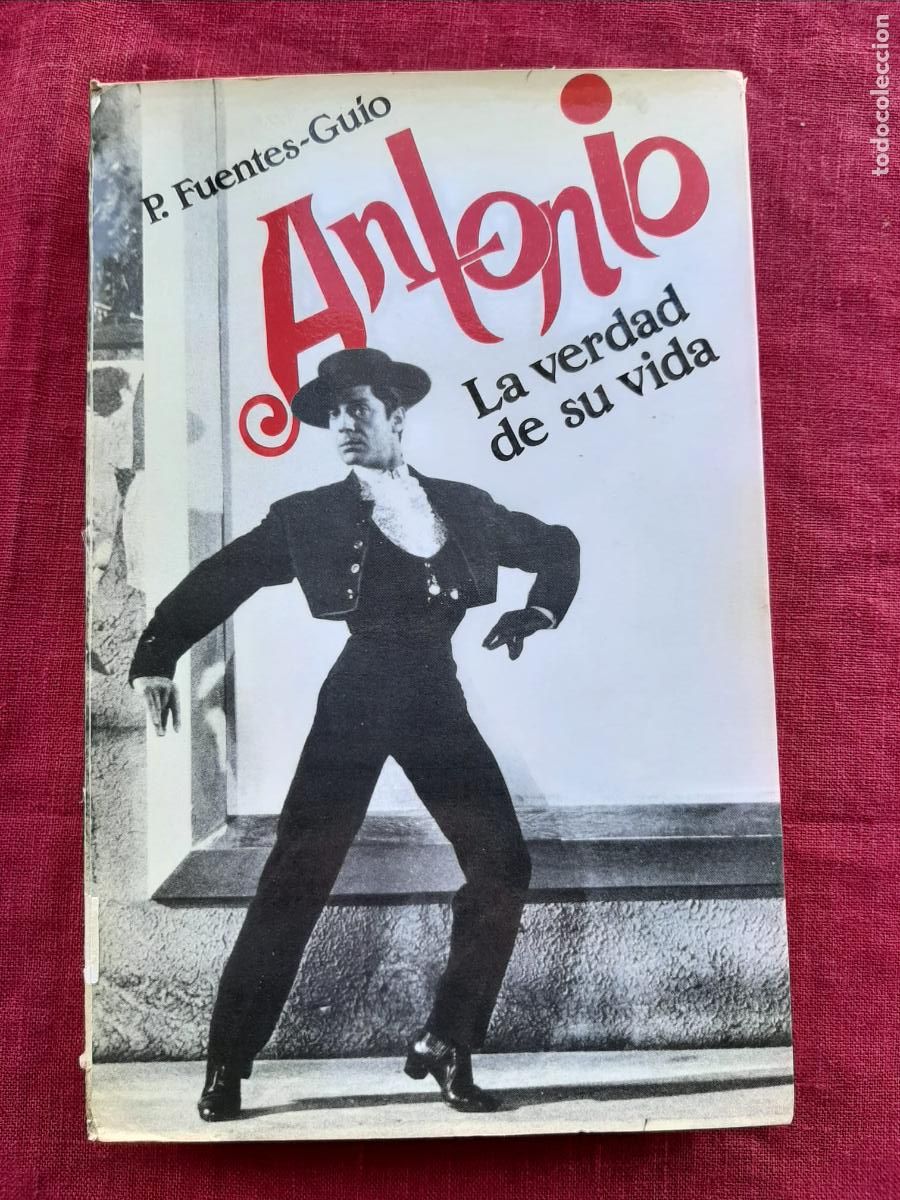 P. Fuentes-Guío
Antonio
La verdad
de su vida
todocoleccion